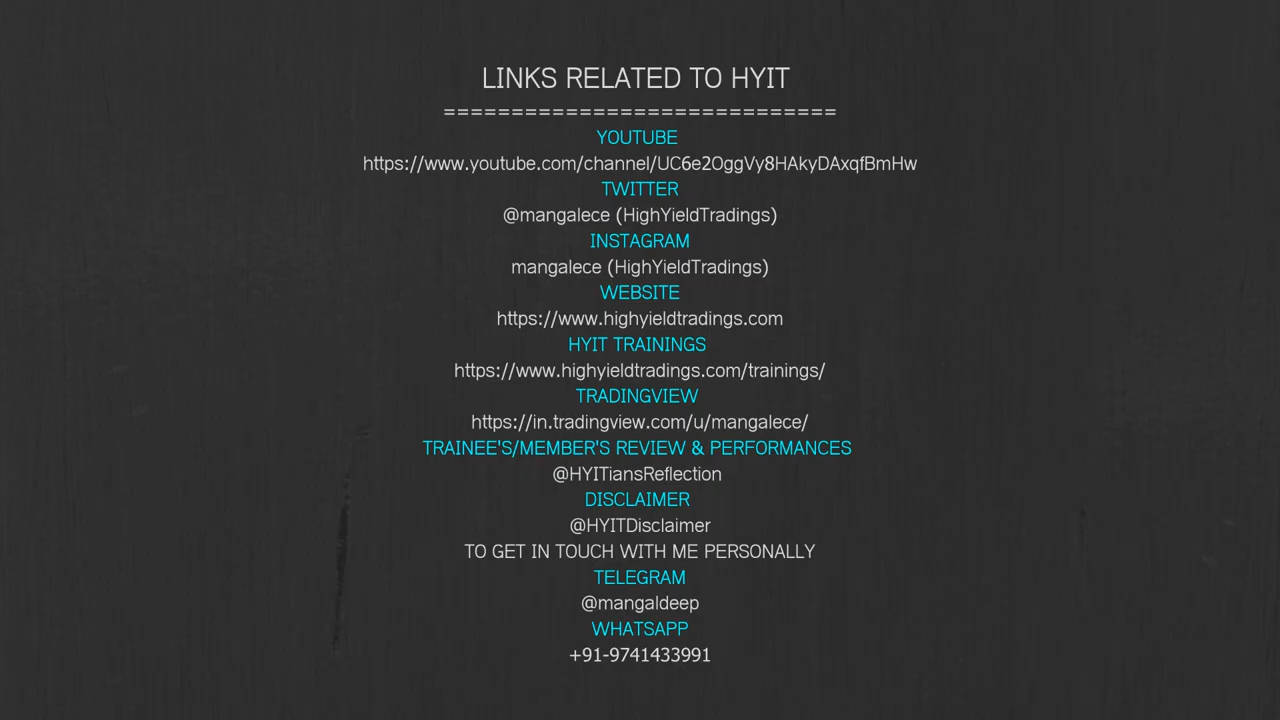 LINKS RELATED TO HYIT
=============================
YOUTUBE
https://www.youtube.com/channel/UC6e2OggVy8HAkyDAxqfBmHw
TWITTER
@mangalece (HighYieldTradings)
INSTAGRAM
mangalece (HighYieldTradings)
WEBSITE
https://www.highyieldtradings.com
HYIT TRAININGS
https://www.highyieldtradings.com/trainings/
TRADINGVIEW
https://in.tradingview.com/u/mangalece/
TRAINEE'S/MEMBER'S REVIEW & PERFORMANCES
@HYITiansReflection
DISCLAIMER
@HYITDisclaimer
TO GET IN TOUCH WITH ME PERSONALLY
TELEGRAM
@mangaldeep
WHATSAPP
+91-9741433991